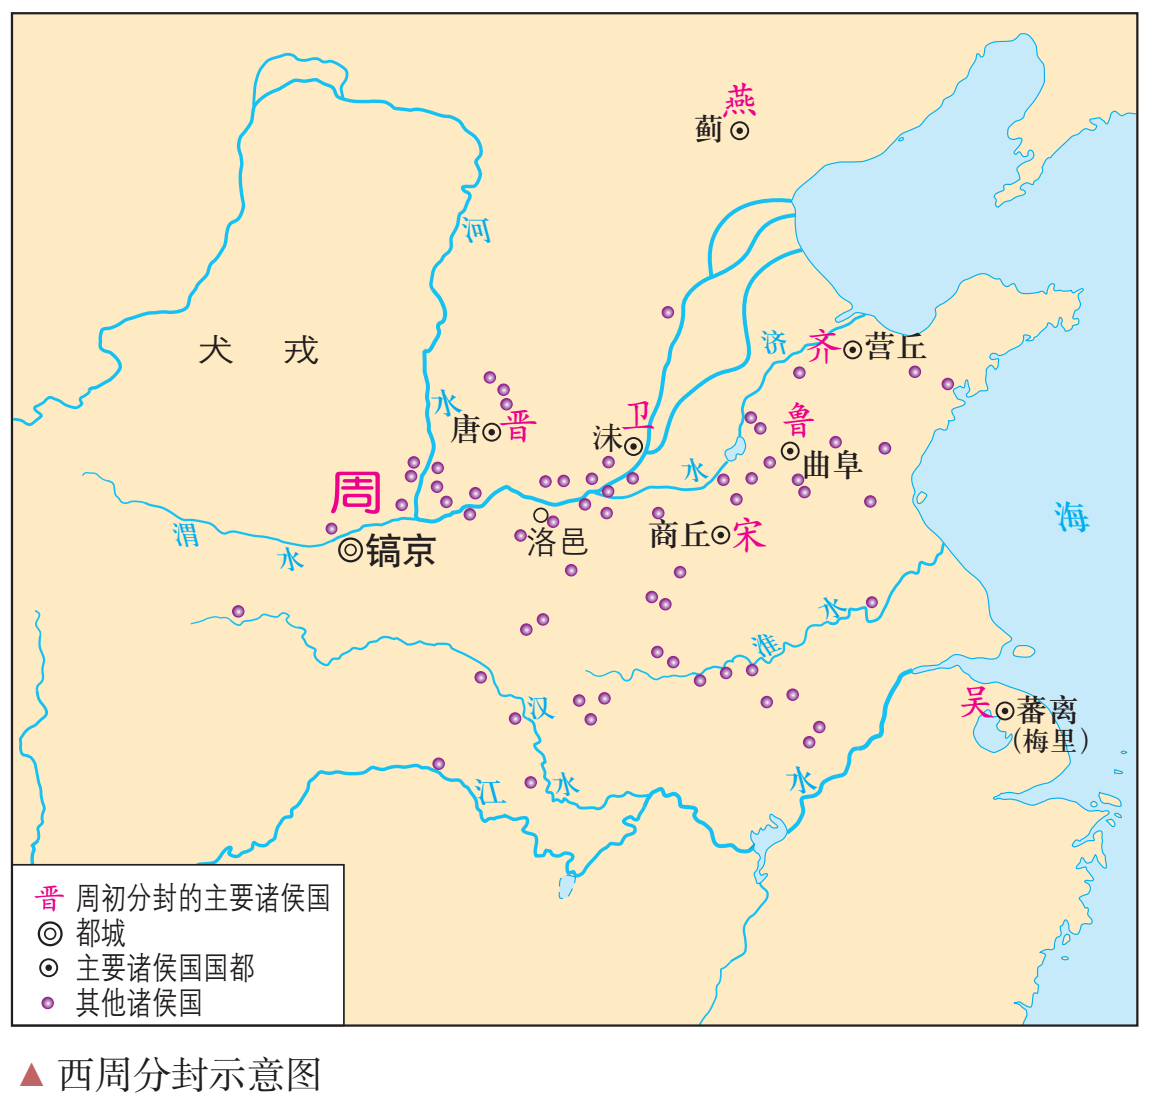 燕
蓟
河
犬 戎
济
齐
营丘
水
唐
晋
卫
沬
鲁
曲阜
水
周
渭
水
镐京
洛邑
商丘
宋
海
水
淮
汉
吴
蕃离
(梅里)
江
水
水
晋 周初分封的主要诸侯国
都城
主要诸侯国国都
其他诸侯国
▲ 西周分封示意图